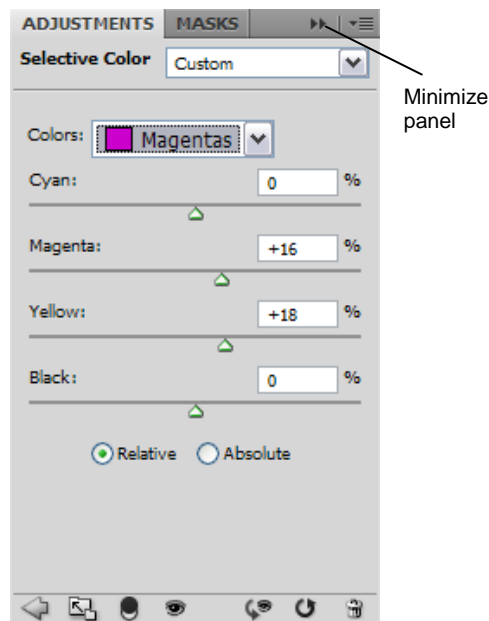 ADJUSTMENTS MASKS
Selective Color Custom
Minimize
panel
Colors: Magentas
Cyan: 0 %
Magenta: +16 %
Yellow: +18 %
Black: 0 %
Relative Absolute